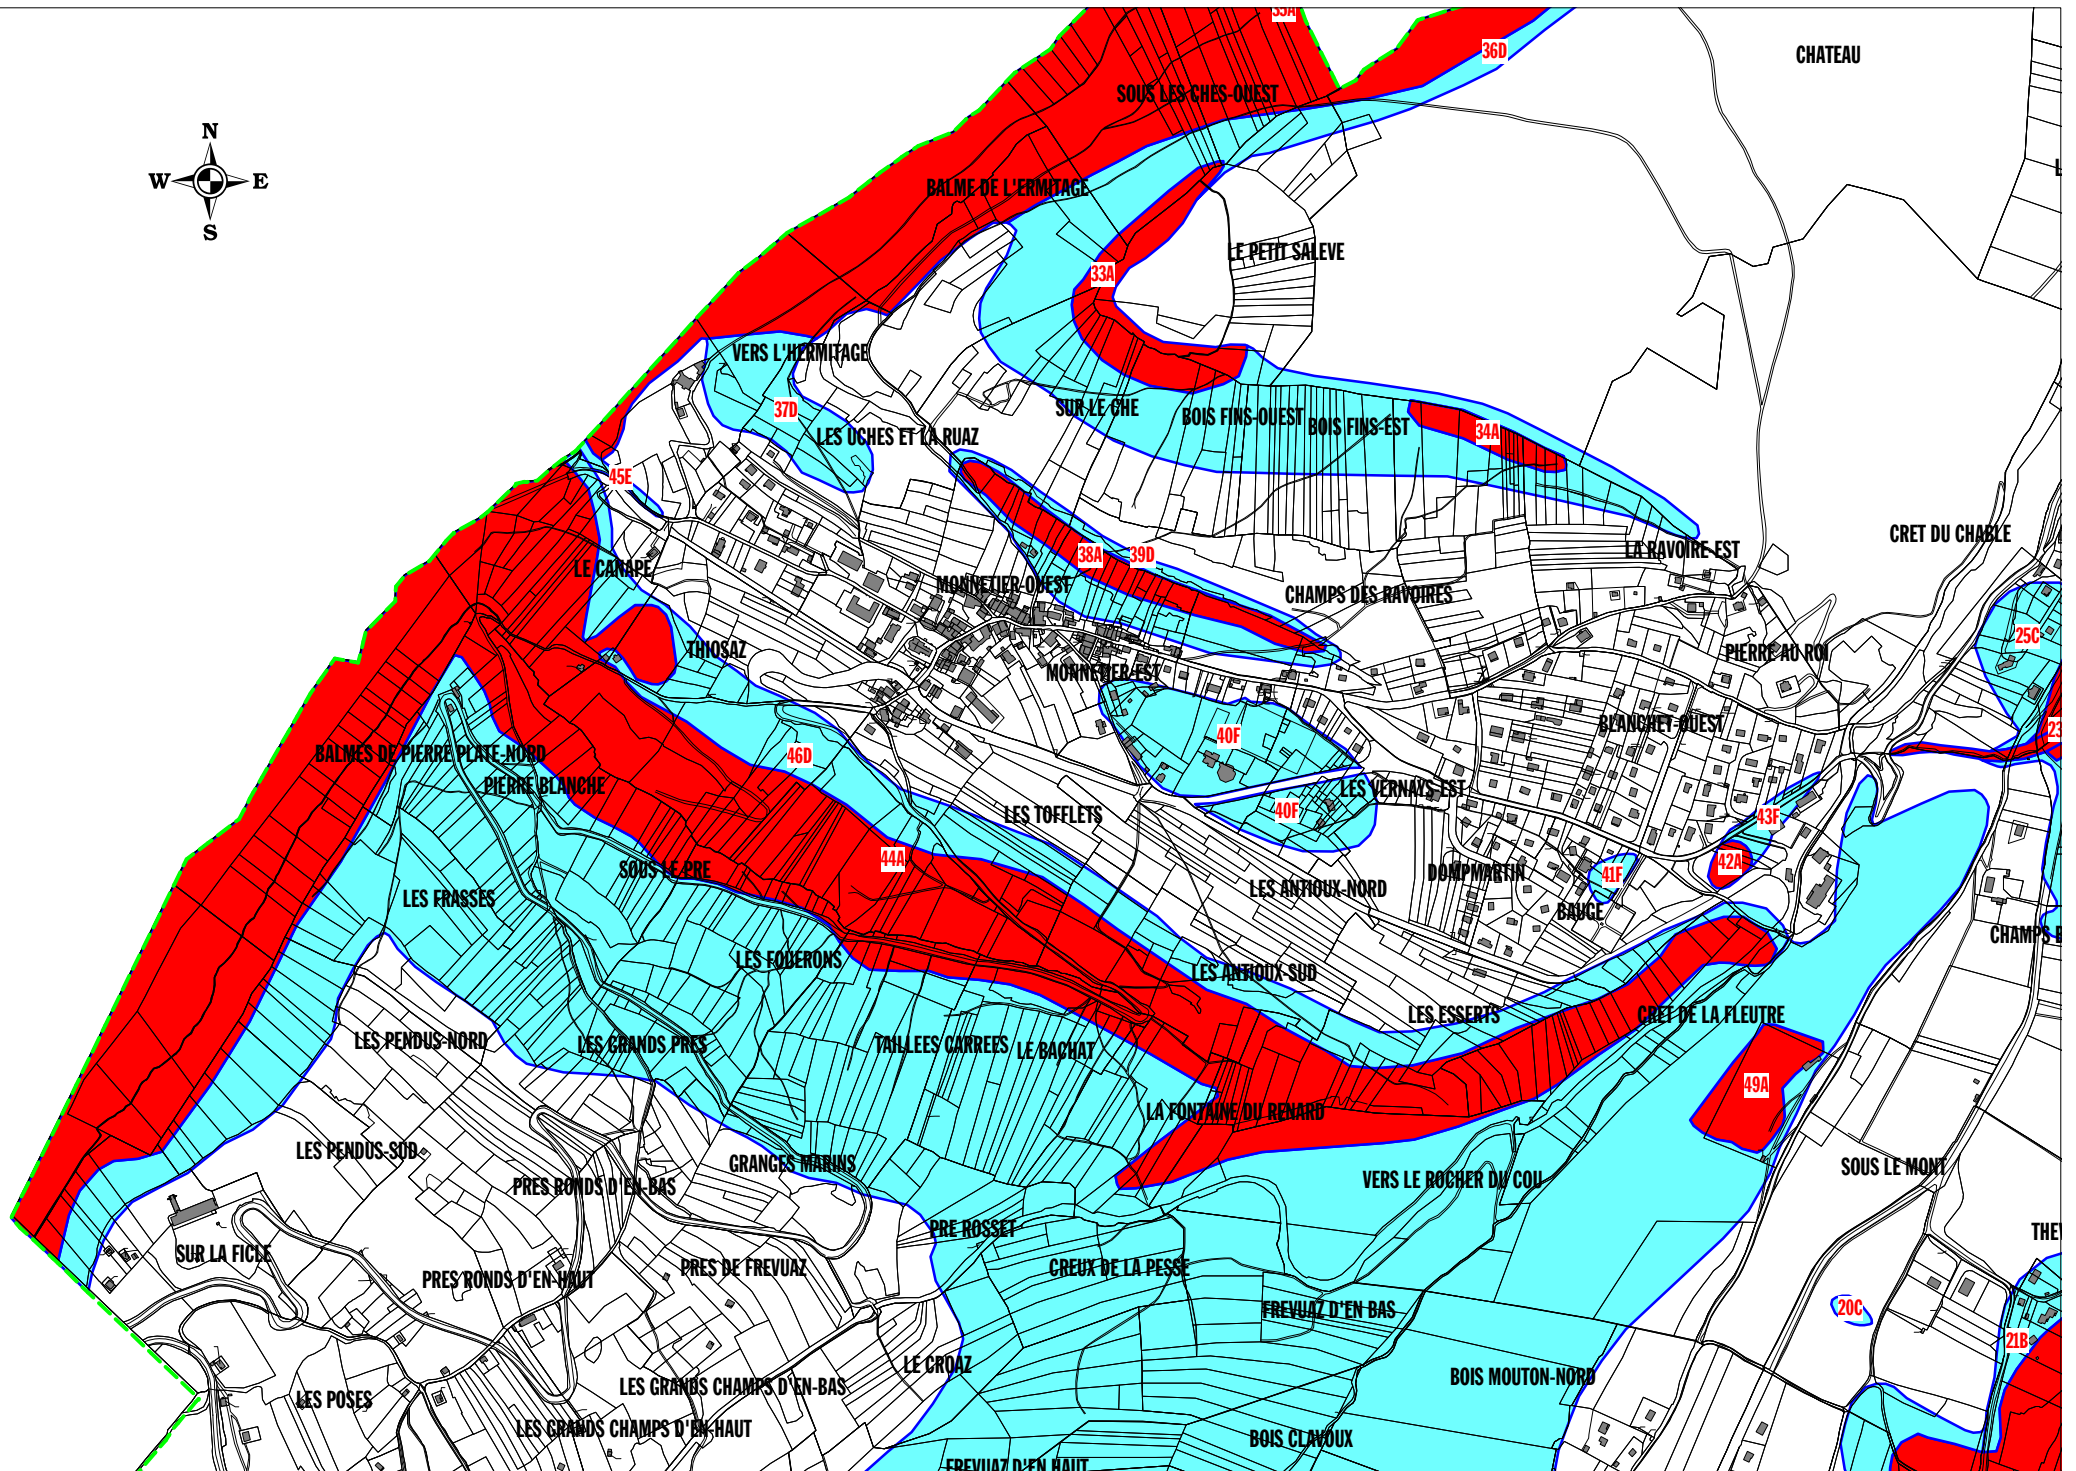 35A
36D
CHATEAU
SOUS LES CHES-OUEST
N
W E
S
BALME DE L'ERMITAGE
LE PETIT SALEVE
33A
VERS L'HERMITAGE
37D
SUR LE CHE
BOIS FINS-OUEST
BOIS FINS-EST
34A
LES UCHES ET LA RUAZ
45E
CRET DU CHABLE
38A
39D
LA RAVOIRE-EST
LE CANAPE
MONNETIER-OUEST
CHAMPS DES RAVOIRES
25C
THIOSAZ
PIERRE AU ROI
MONNETIER-EST
BLANCHET-OUEST
23
40F
BALMES DE PIERRE PLATE-NORD
46D
PIERRE BLANCHE
LES VERNAYS-EST
40F
LES TOFFLETS
43F
44A
42A
SOUS LE PRE
DOMPMARTIN
41F
LES ANTIOUX-NORD
LES FRASSES
BAUGE
CHAMPS E
LES FOUERONS
LES ANTIOUX-SUD
LES ESSERTS
CRET DE LA FLEUTRE
LES PENDUS-NORD
LES GRANDS PRES
TAILLEES CARREES
LE BACHAT
49A
LA FONTAINE DU RENARD
LES PENDUS-SUD
GRANGES MARINS
SOUS LE MONT
VERS LE ROCHER DU COU
PRES RONDS D'EN-BAS
PRE ROSSET
THE
SUR LA FICLE
PRES DE FREVUAZ
CREUX DE LA PESSE
PRES RONDS D'EN-HAUT
FREVUAZ D'EN BAS
20C
21B
LE CROAZ
BOIS MOUTON-NORD
LES GRANDS CHAMPS D'EN-BAS
LES POSES
LES GRANDS CHAMPS D'EN-HAUT
BOIS CLAVOUX
FREVUAZ D'EN HAUT